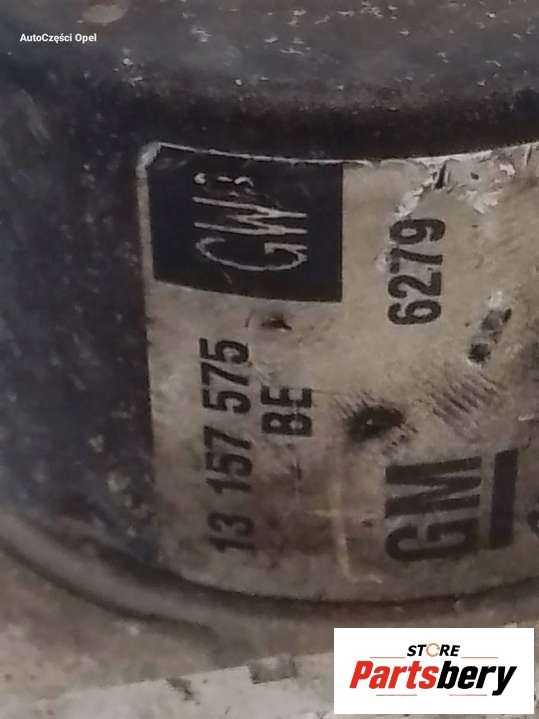 AutoCzęści Opel
GW
6279
13 157 575
BE
GM
STORE
Partsbery